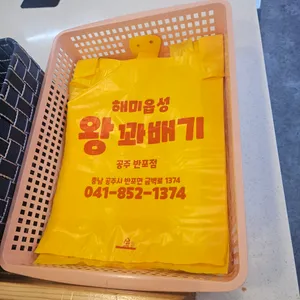 해미읍성
왕 꽈배기
공주 반포점
충남 공주시 반포면 금벽로 1374
041-852-1374